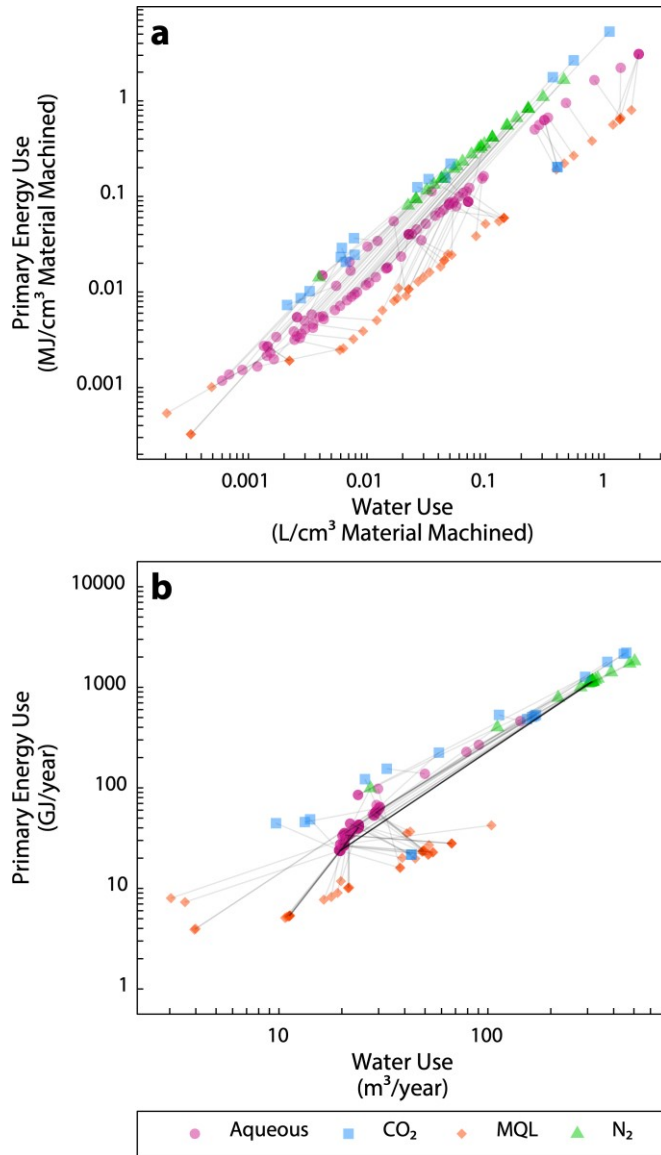 a
1
0.1
0.01
0.001
Primary Energy Use
(MJ/cm³ Material Machined)
0.001 0.01 0.1 1
Water Use
(L/cm³ Material Machined)
b
10000
1000
100
10
1
Primary Energy Use
(GJ/year)
10 100
Water Use
(m³/year)
Aqueous CO₂ MQL N₂